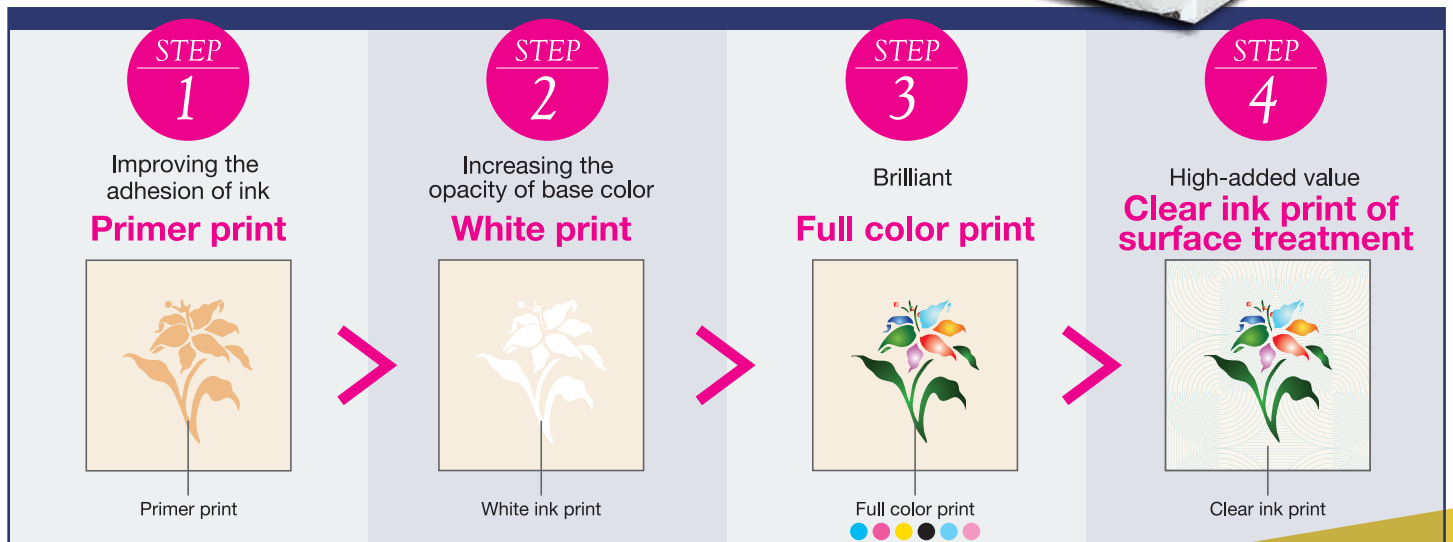 STEP
1
Improving the
adhesion of ink
Primer print
Primer print
STEP
2
Increasing the
opacity of base color
White print
White ink print
STEP
3
Brilliant
Full color print
Full color print
STEP
4
High-added value
Clear ink print of
surface treatment
Clear ink print